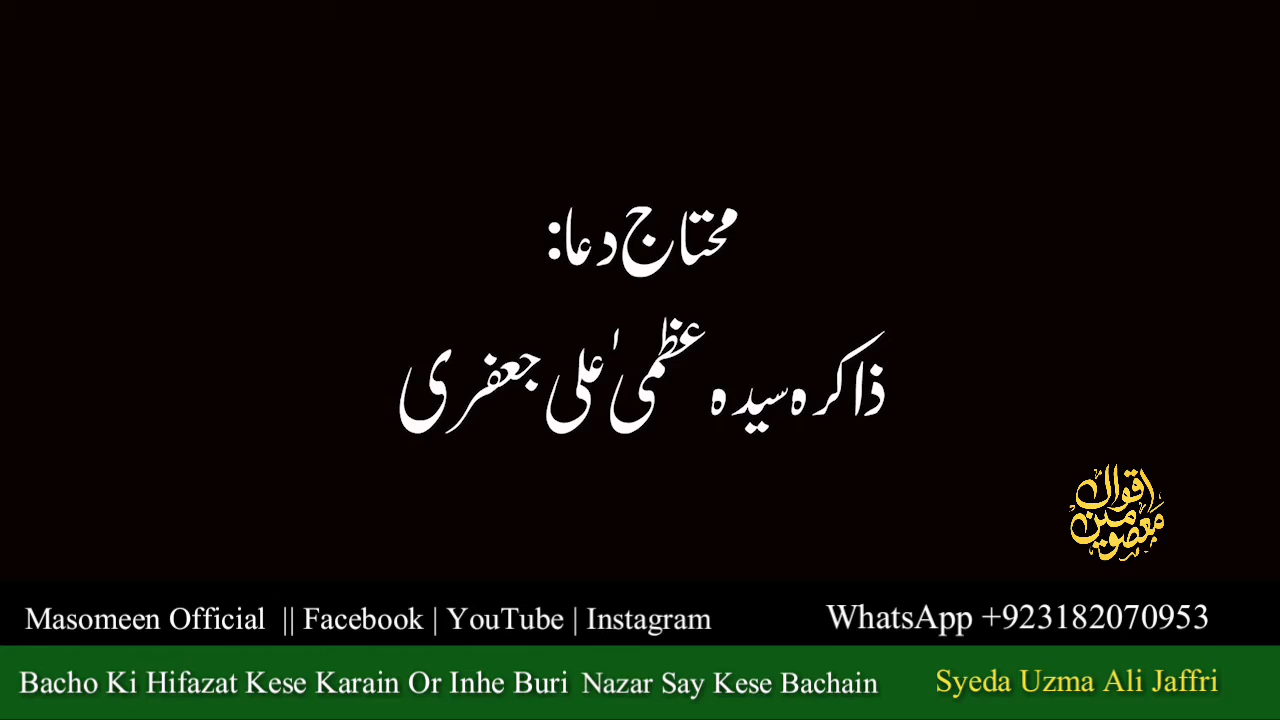 محتاج دعا:
ذاکرہ سیدہ عظمیٰ علی جعفری
اقوال
معصومین
Masomeen Official || Facebook | YouTube | Instagram
WhatsApp +923182070953
Bacho Ki Hifazat Kese Karain Or Inhe Buri Nazar Say Kese Bachain
Syeda Uzma Ali Jaffri